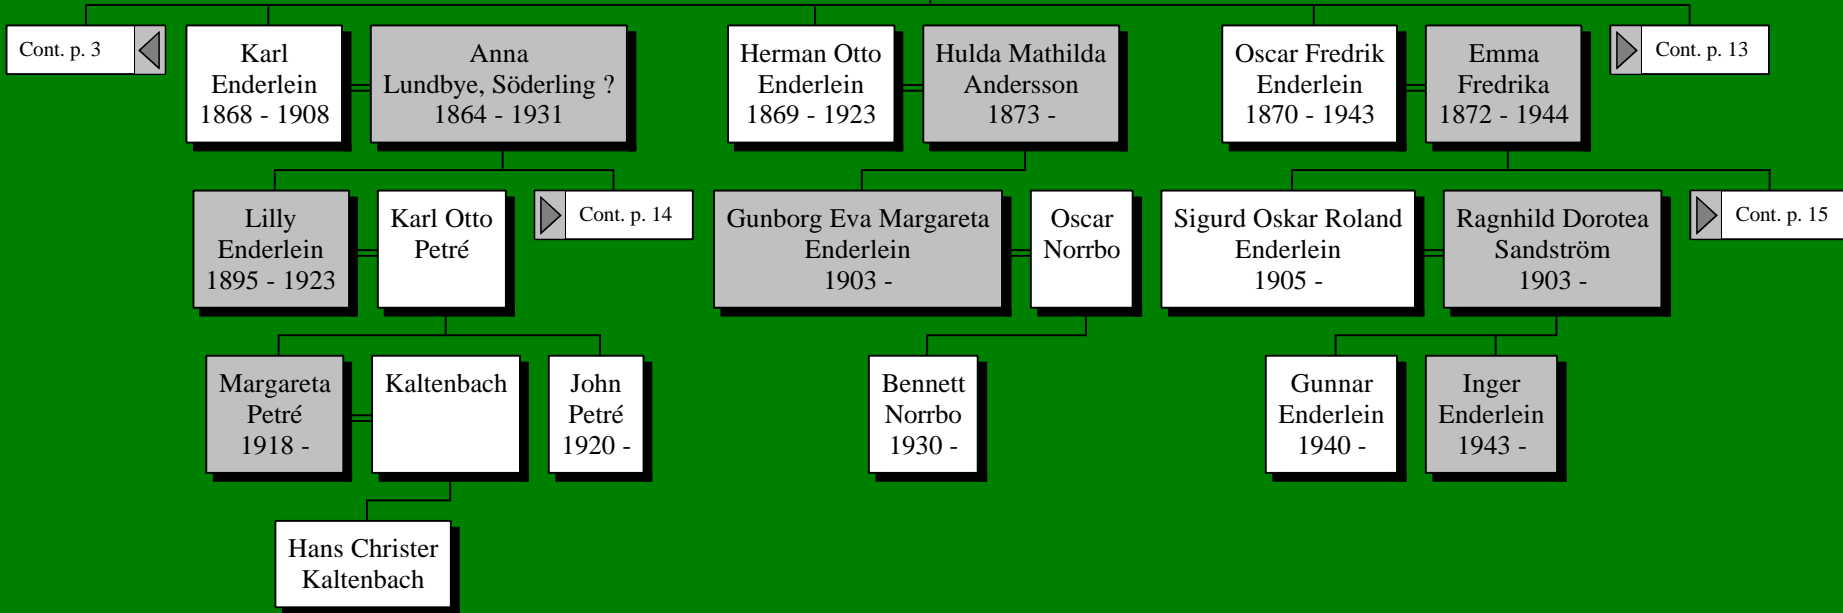 Cont. p. 3
Karl
Enderlein
1868 - 1908
Anna
Lundbye, Söderling ?
1864 - 1931
Herman Otto
Enderlein
1869 - 1923
Hulda Mathilda
Andersson
1873 -
Oscar Fredrik
Enderlein
1870 - 1943
Emma
Fredrika
1872 - 1944
Cont. p. 13
Lilly
Enderlein
1895 - 1923
Karl Otto
Petré
Cont. p. 14
Gunborg Eva Margareta
Enderlein
1903 -
Oscar
Norrbo
Sigurd Oskar Roland
Enderlein
1905 -
Ragnhild Dorotea
Sandström
1903 -
Cont. p. 15
Margareta
Petré
1918 -
Kaltenbach
John
Petré
1920 -
Bennett
Norrbo
1930 -
Gunnar
Enderlein
1940 -
Inger
Enderlein
1943 -
Hans Christer
Kaltenbach